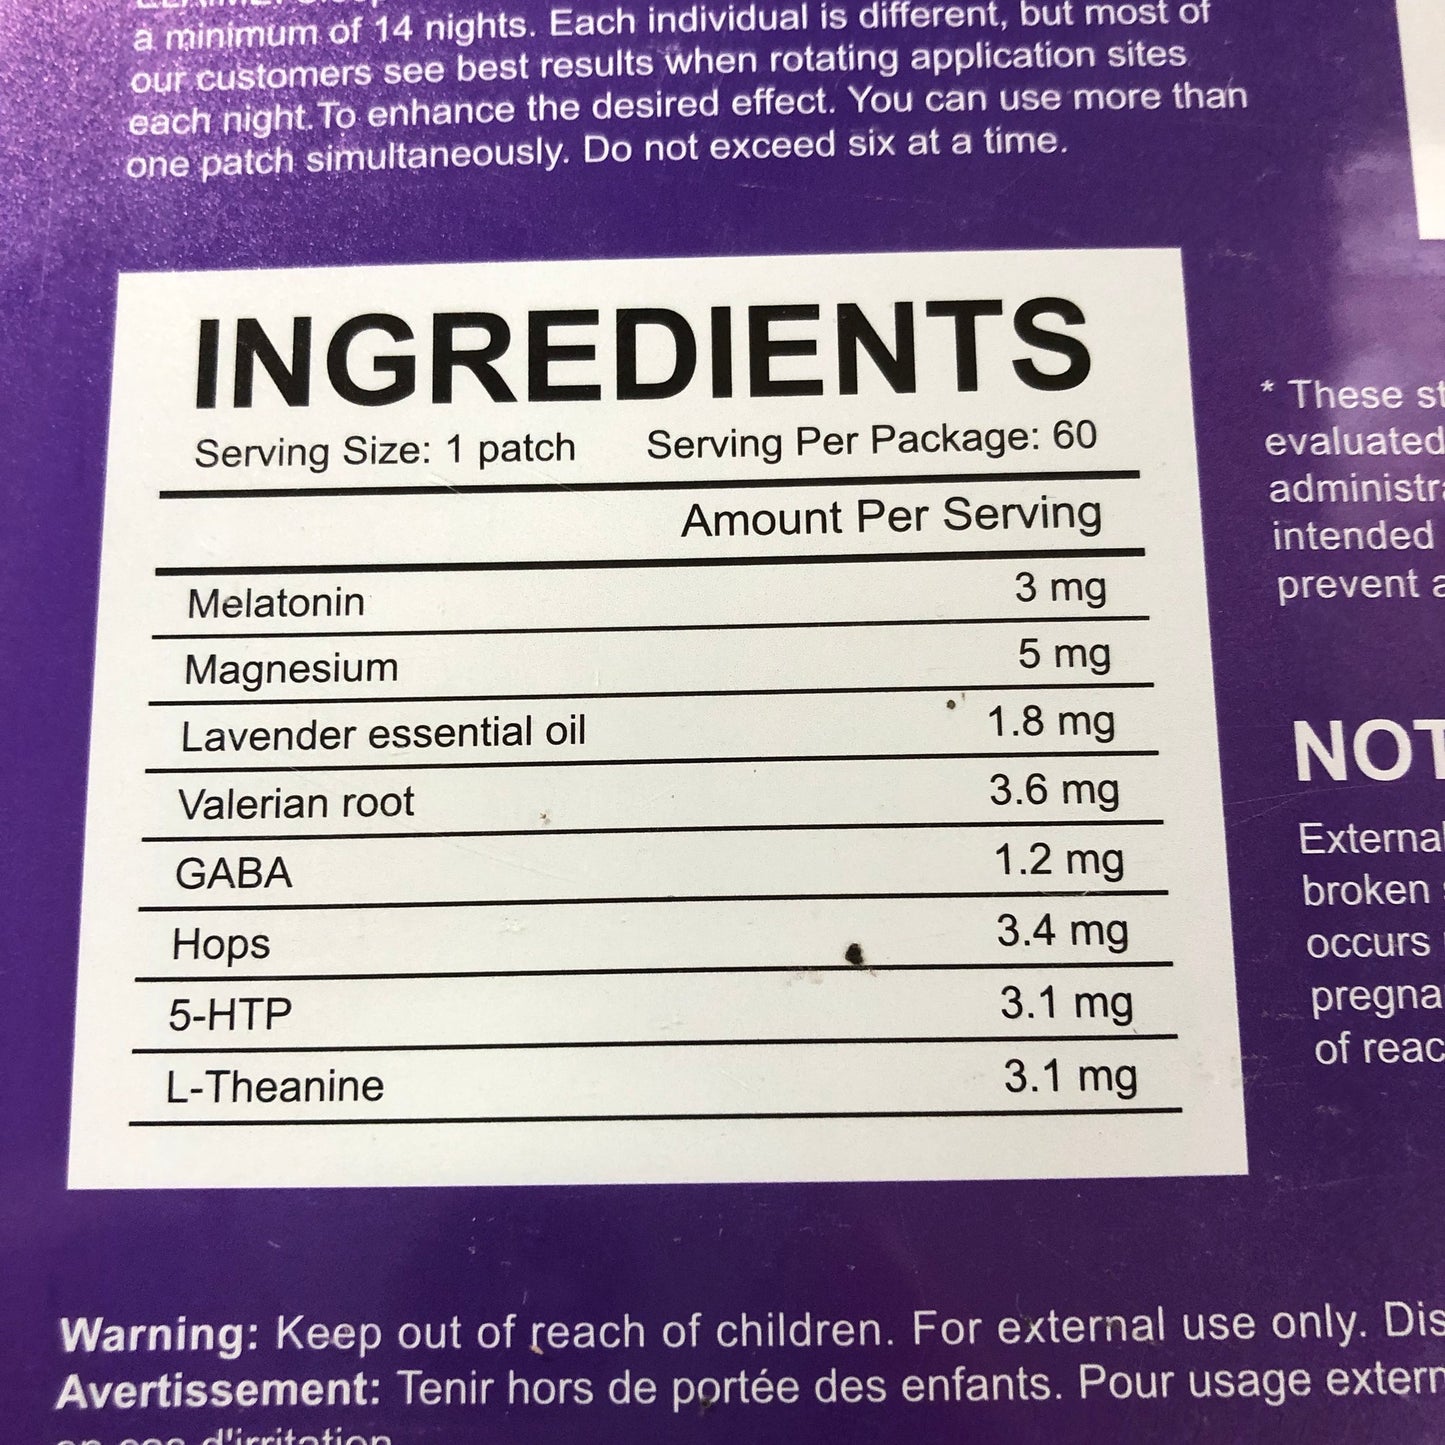 a minimum of 14 nights. Each individual is different, but most of
our customers see best results when rotating application sites
each night.To enhance the desired effect. You can use more than
one patch simultaneously. Do not exceed six at a time.
INGREDIENTS
Serving Size: 1 patch Serving Per Package: 60
Amount Per Serving
Melatonin 3 mg
Magnesium 5 mg
Lavender essential oil 1.8 mg
Valerian root 3.6 mg
GABA 1.2 mg
Hops 3.4 mg
5-HTP 3.1 mg
L-Theanine 3.1 mg
* These st
evaluated
administra
intended
prevent a
NOT
External
broken
occurs
pregna
of reac
Warning: Keep out of reach of children. For external use only. Dis
Avertissement: Tenir hors de portée des enfants. Pour usage extern
en cas d'irritation